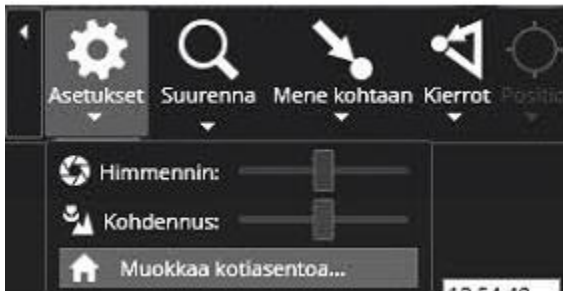 Asetukset Suurenna Mene kohtaan Kierrot
Himmennin:
Kohdennus:
Muokkaa kotiasentoa...